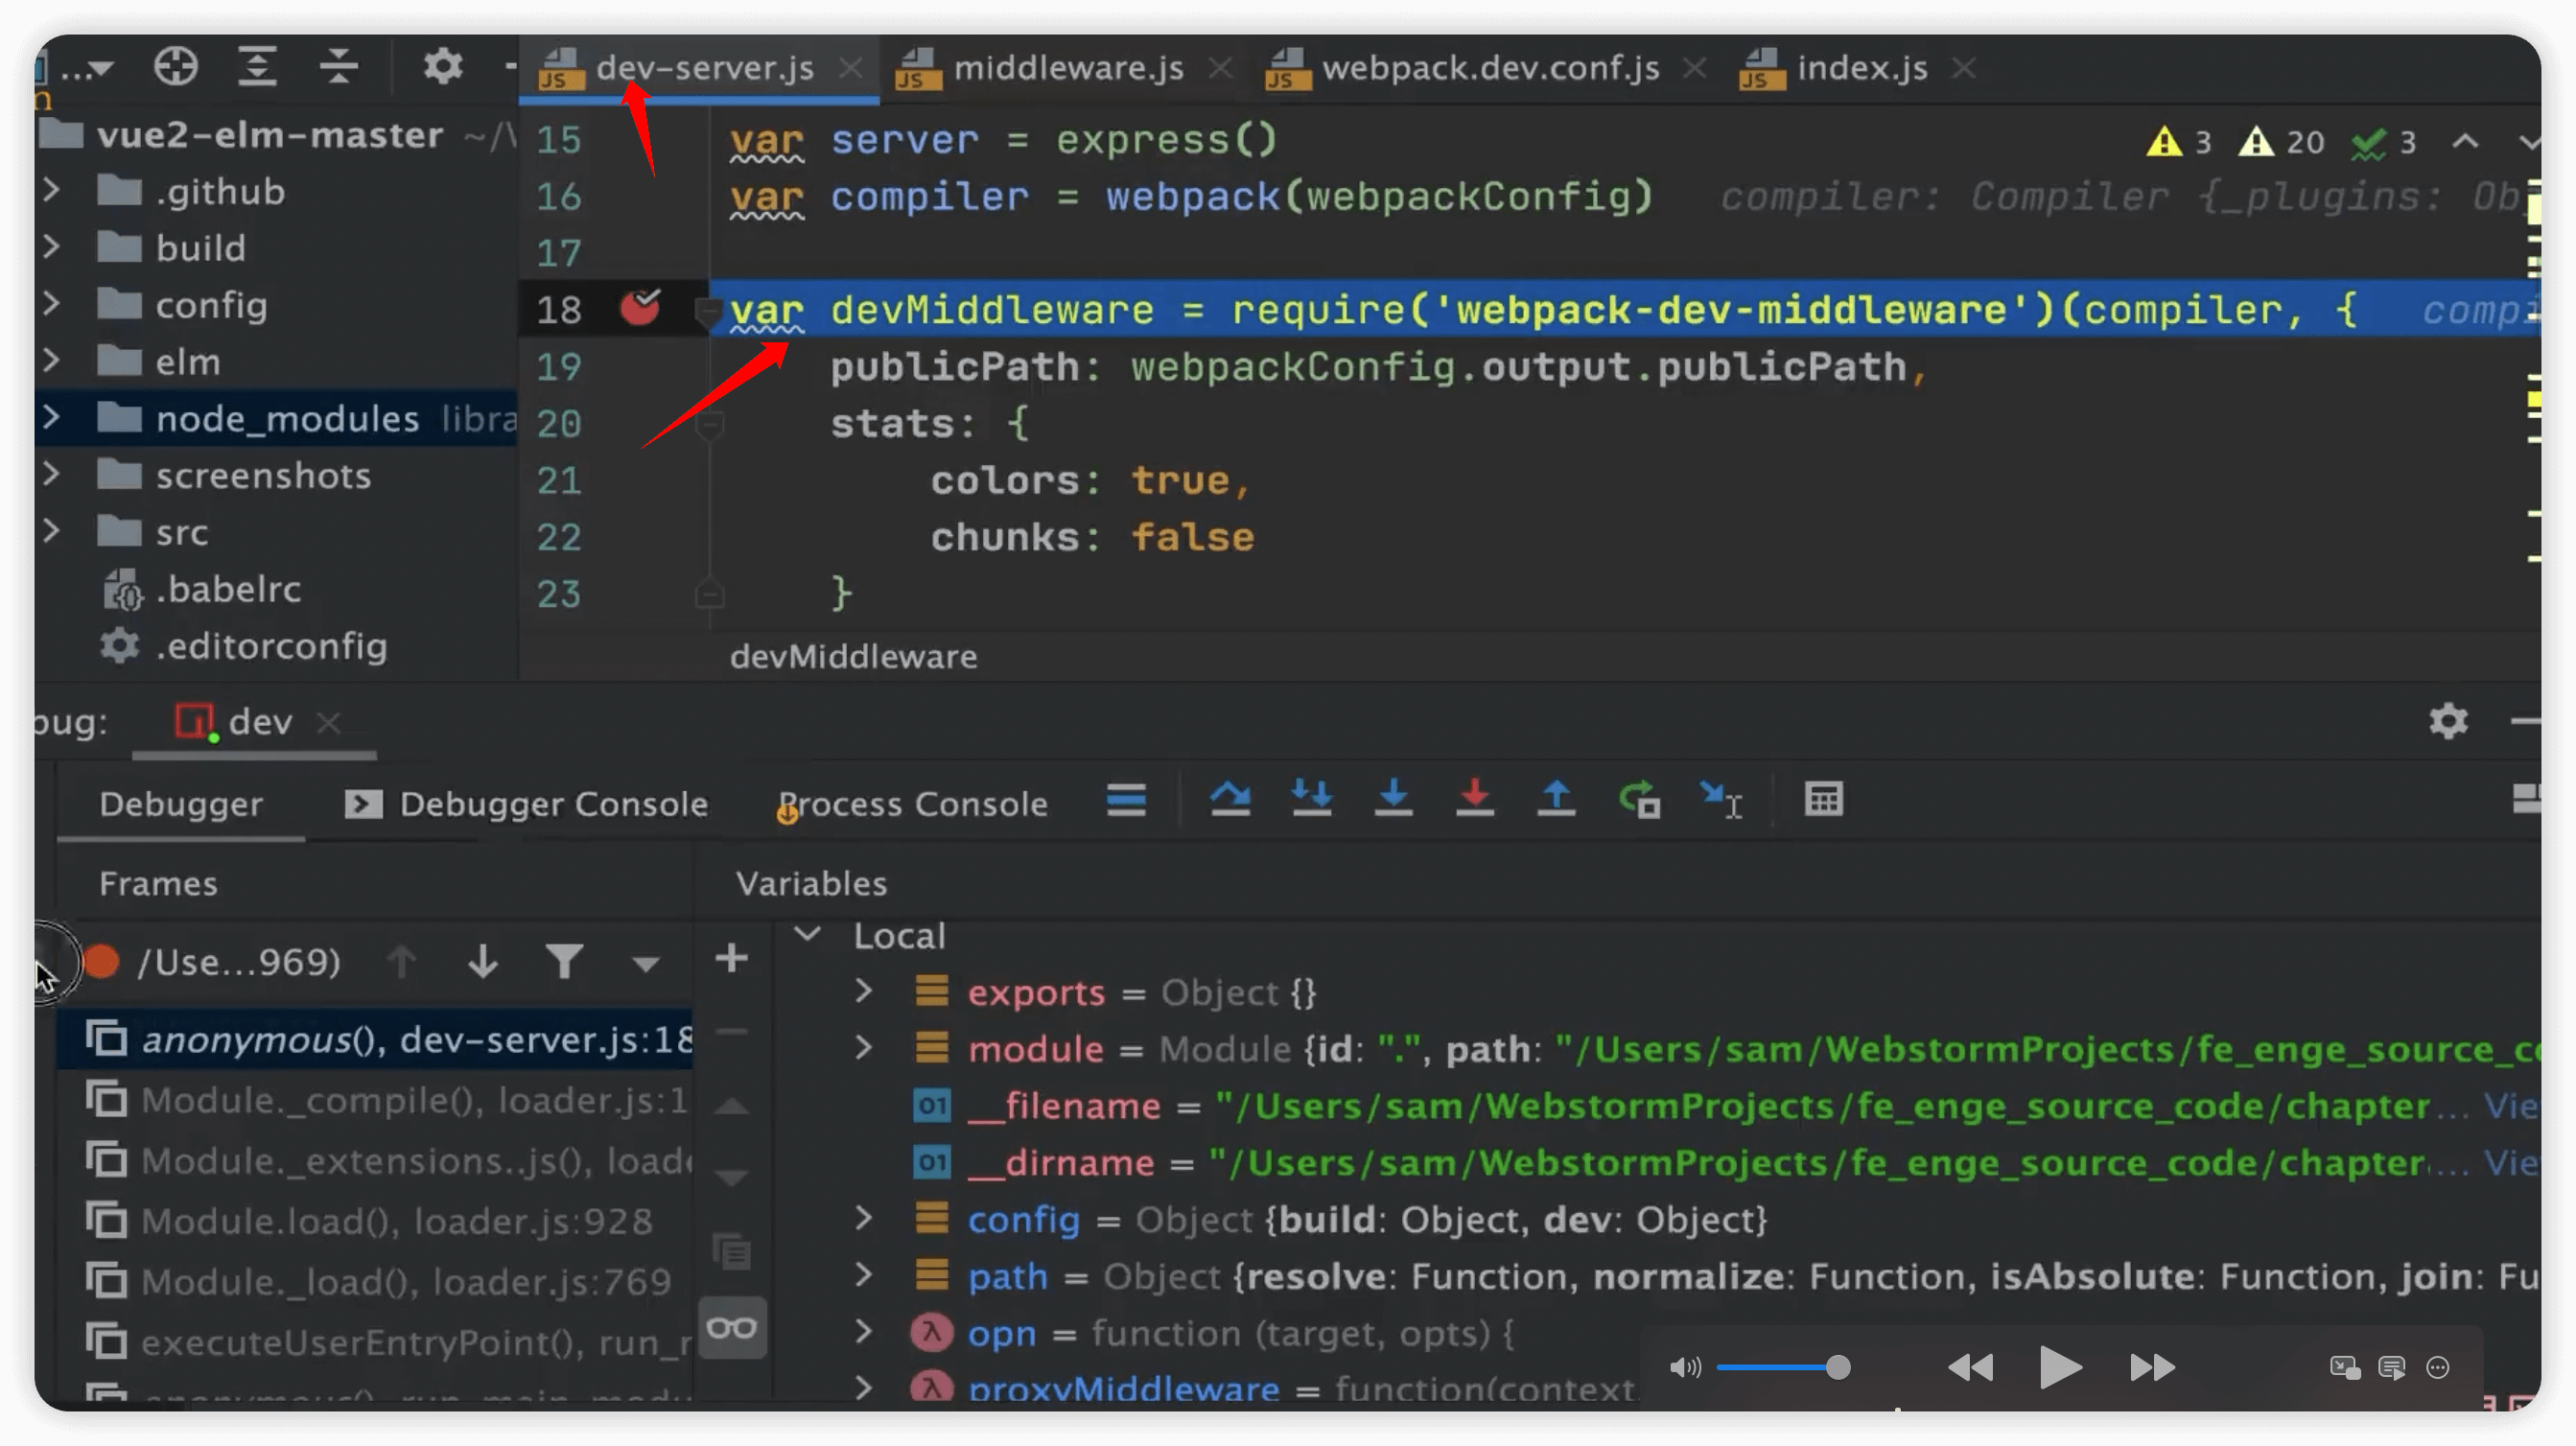 ...
dev-server.js
middleware.js
webpack.dev.conf.js
index.js
vue2-elm-master ~/
.github
build
config
elm
node_modules libra
screenshots
src
.babelrc
.editorconfig
3 20 3
15 var server = express()
16 var compiler = webpack(webpackConfig) compiler: Compiler {_plugins: Ob
17
18 var devMiddleware = require('webpack-dev-middleware')(compiler, { compi
19 publicPath: webpackConfig.output.publicPath,
20 stats: {
21 colors: true,
22 chunks: false
23 }
devMiddleware
bug:
dev
Debugger
Debugger Console
Process Console
Frames
Variables
/Use...969)
anonymous(), dev-server.js:18
Module._compile(), loader.js:1
Module._extensions..js(), load
Module.load(), loader.js:928
Module._load(), loader.js:769
executeUserEntryPoint(), run_r
anonymous(), run_main_modu
Local
exports = Object {}
module = Module {id: ".", path: "/Users/sam/WebstormProjects/fe_enge_source_co
01 __filename = "/Users/sam/WebstormProjects/fe_enge_source_code/chapter... Vie
01 __dirname = "/Users/sam/WebstormProjects/fe_enge_source_code/chapter... Vie
config = Object {build: Object, dev: Object}
path = Object {resolve: Function, normalize: Function, isAbsolute: Function, join: Fu
λ opn = function (target, opts) {
λ proxyMiddleware = function(context